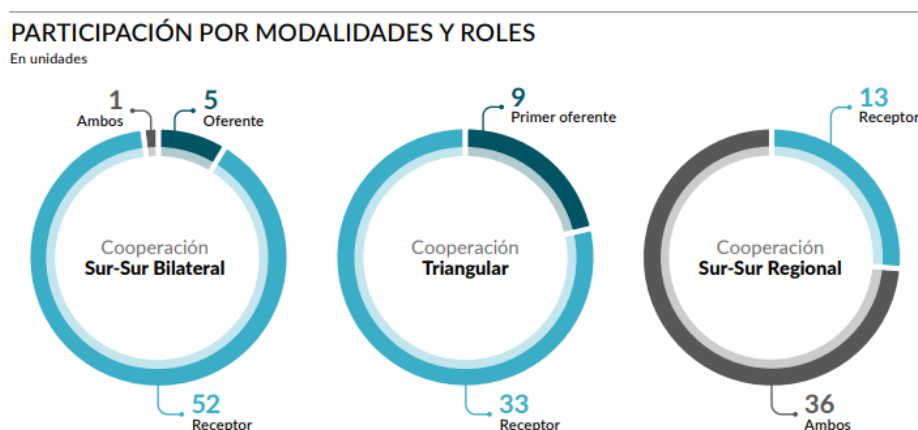 PARTICIPACIÓN POR MODALIDADES Y ROLES
En unidades
1
Ambos
5
Oferente
Cooperación
Sur-Sur Bilateral
52
Receptor
9
Primer oferente
Cooperación
Triangular
33
Receptor
13
Receptor
Cooperación
Sur-Sur Regional
36
Ambos